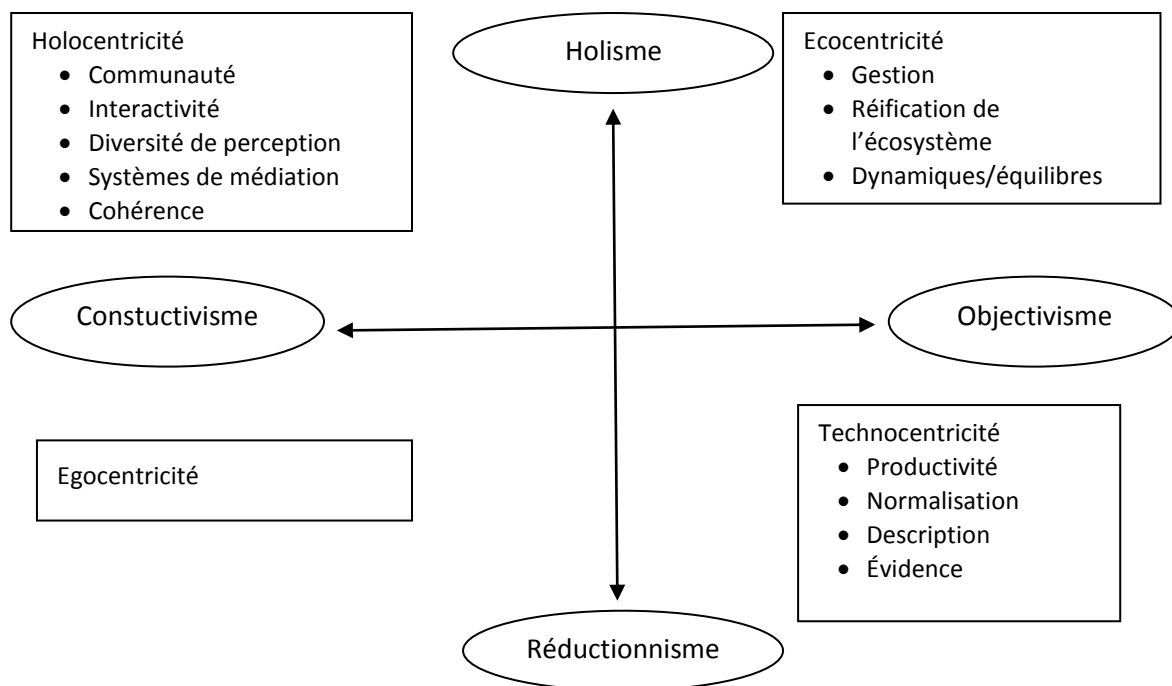 Holocentricité
• Communauté
• Interactivité
• Diversité de perception
• Systèmes de médiation
• Cohérence
Holisme
Ecocentricité
• Gestion
• Réification de
l’écosystème
• Dynamiques/équilibres
Constuctivisme
Objectivisme
Egocentricité
Technocentricité
• Productivité
• Normalisation
• Description
• Évidence
Réductionnisme